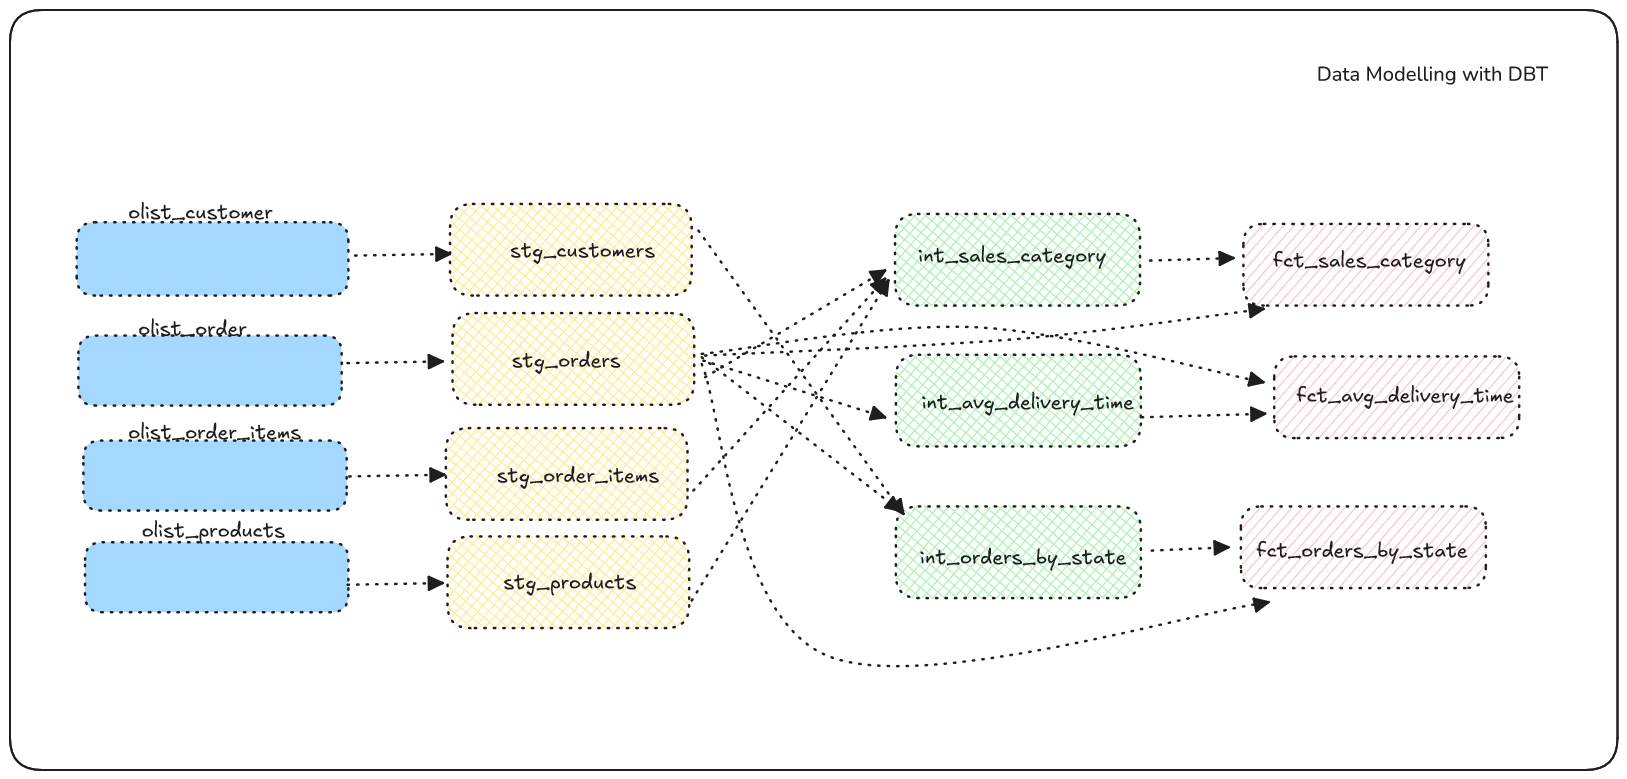 Data Modelling with DBT
olist_customer
stg_customers
int_sales_category
fct_sales_category
olist_order
stg_orders
int_avg_delivery_time
fct_avg_delivery_time
olist_order_items
stg_order_items
olist_products
stg_products
int_orders_by_state
fct_orders_by_state